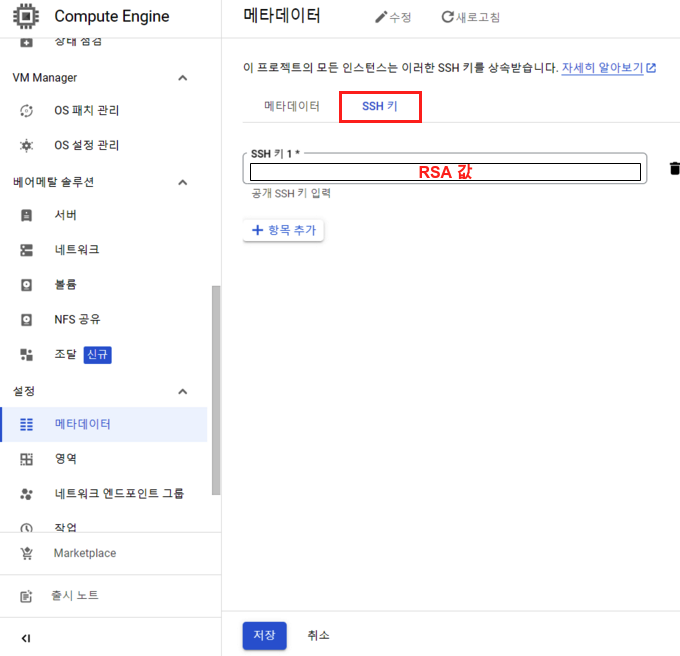 Compute Engine
상태 점검
VM Manager
OS 패치 관리
OS 설정 관리
베어메탈 솔루션
서버
네트워크
볼륨
NFS 공유
조달 신규
설정
메타데이터
영역
네트워크 엔드포인트 그룹
작업
Marketplace
출시 노트
메타데이터
수정
새로고침
이 프로젝트의 모든 인스턴스는 이러한 SSH 키를 상속받습니다. 자세히 알아보기
메타데이터
SSH 키
SSH 키 1 *
RSA 값
공개 SSH 키 입력
+ 항목 추가
저장
취소